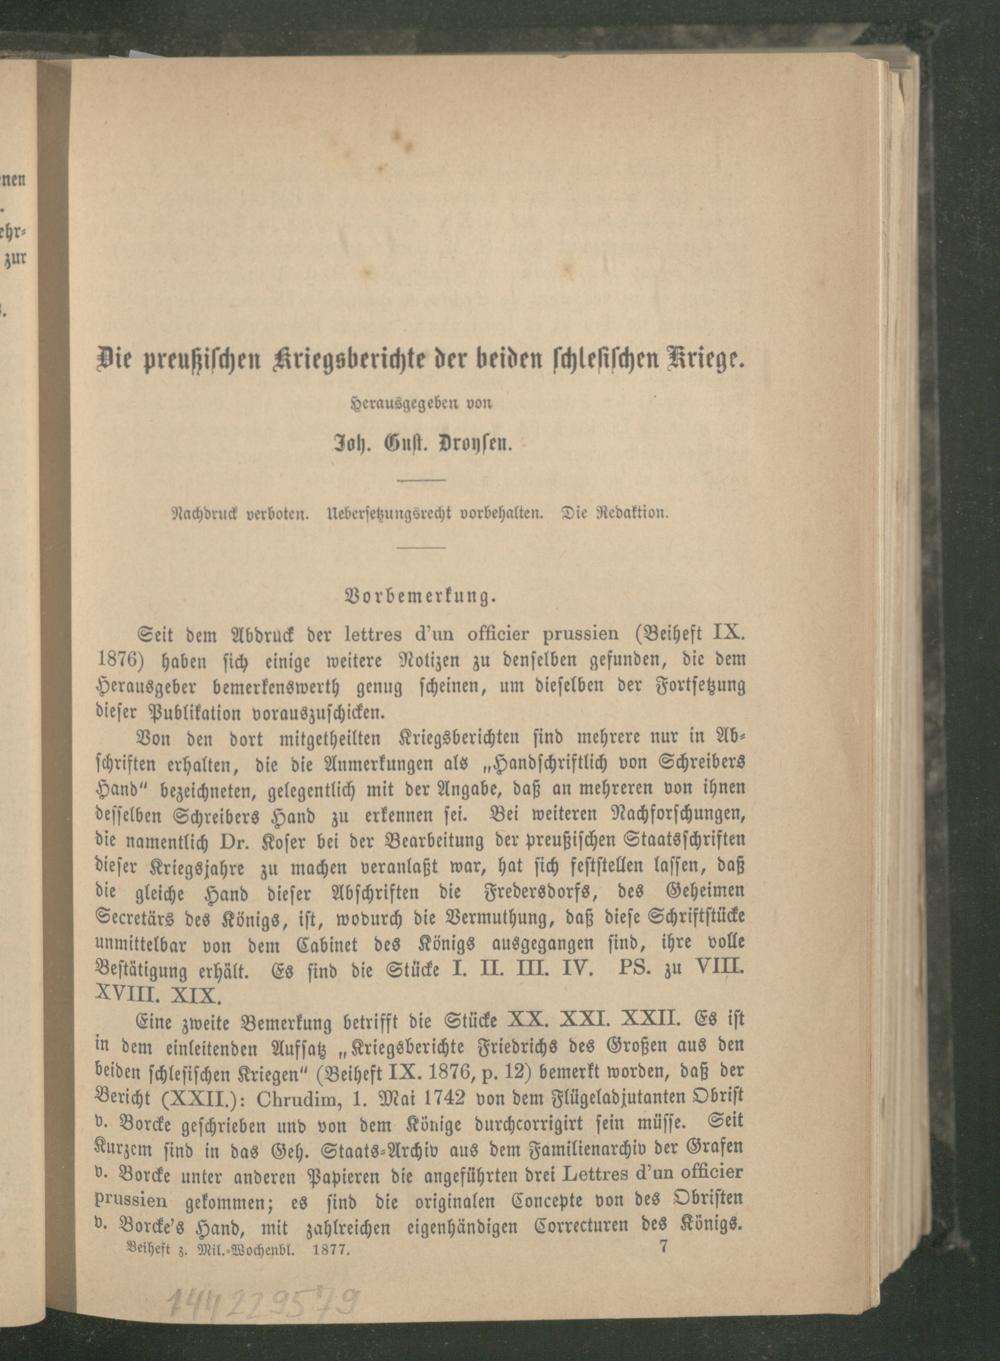 enen
.
ehr-
zur
.
Die preußischen Kriegsberichte der beiden schlesischen Kriege.
Herausgegeben von
Joh. Gust. Droysen.
Nachdruck verboten. Uebersetzungsrecht vorbehalten. Die Redaktion.
Vorbemerkung.
Seit dem Abdruck der lettres d'un officier prussien (Beiheft IX.
1876) haben sich einige weitere Notizen zu denselben gefunden, die dem
Herausgeber bemerkenswerth genug scheinen, um dieselben der Fortsetzung
dieser Publikation vorauszuschicken.
Von den dort mitgetheilten Kriegsberichten sind mehrere nur in Ab-
schriften erhalten, die die Anmerkungen als „Handschriftlich von Schreibers
Hand" bezeichneten, gelegentlich mit der Angabe, daß an mehreren von ihnen
desselben Schreibers Hand zu erkennen sei. Bei weiteren Nachforschungen,
die namentlich Dr. Koser bei der Bearbeitung der preußischen Staatsschriften
dieser Kriegsjahre zu machen veranlaßt war, hat sich feststellen lassen, daß
die gleiche Hand dieser Abschriften die Fredersdorfs, des Geheimen
Secretärs des Königs, ist, wodurch die Vermuthung, daß diese Schriftstücke
unmittelbar von dem Cabinet des Königs ausgegangen sind, ihre volle
Bestätigung erhält. Es sind die Stücke I. II. III. IV. PS. zu VIII.
XVIII. XIX.
Eine zweite Bemerkung betrifft die Stücke XX. XXI. XXII. Es ist
in dem einleitenden Aufsatz „Kriegsberichte Friedrichs des Großen aus den
beiden schlesischen Kriegen" (Beiheft IX. 1876, p. 12) bemerkt worden, daß der
Bericht (XXII.): Chrudim, 1. Mai 1742 von dem Flügeladjutanten Obrist
v. Borcke geschrieben und von dem Könige durchcorrigirt sein müsse. Seit
Kurzem sind in das Geh. Staats-Archiv aus dem Familienarchiv der Grafen
v. Borcke unter anderen Papieren die angeführten drei Lettres d'un officier
prussien gekommen; es sind die originalen Concepte von des Obristen
v. Borcke's Hand, mit zahlreichen eigenhändigen Correcturen des Königs.
Beiheft z. Mil.-Wochenbl. 1877. 7
144229579